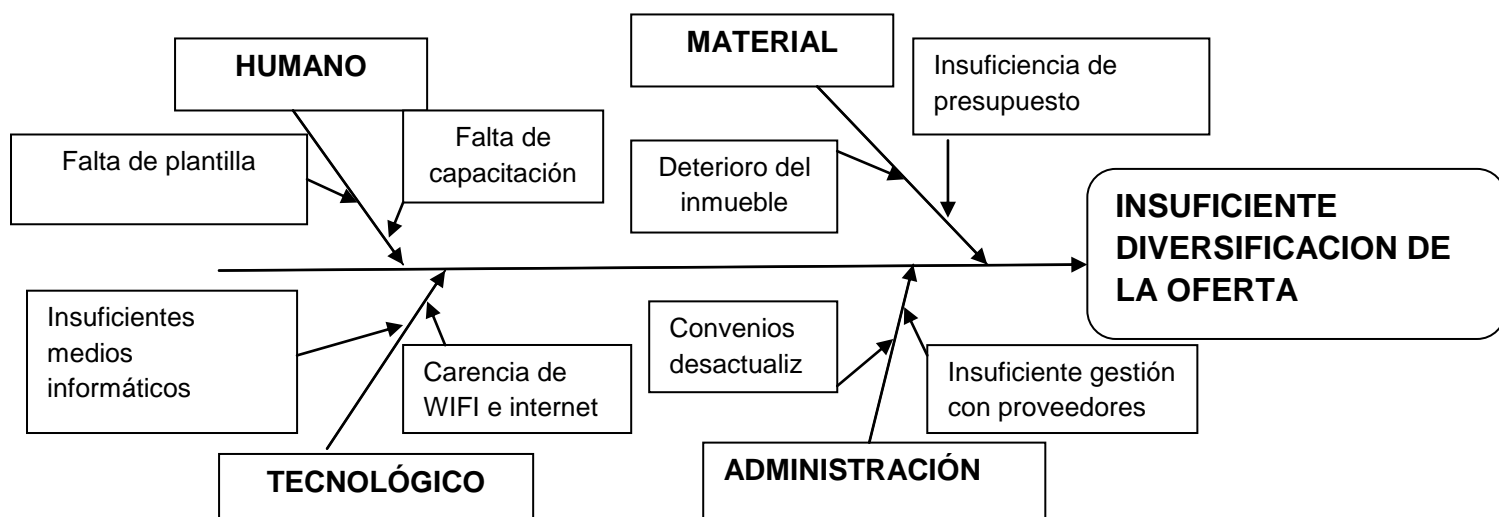 HUMANO
MATERIAL
Insuficiencia de
presupuesto
Falta de plantilla
Falta de
capacitación
Deterioro del
inmueble
INSUFICIENTE
DIVERSIFICACION DE
LA OFERTA
Insuficientes
medios
informáticos
Carencia de
WIFI e internet
Convenios
desactualiz
Insuficiente gestión
con proveedores
TECNOLÓGICO
ADMINISTRACIÓN